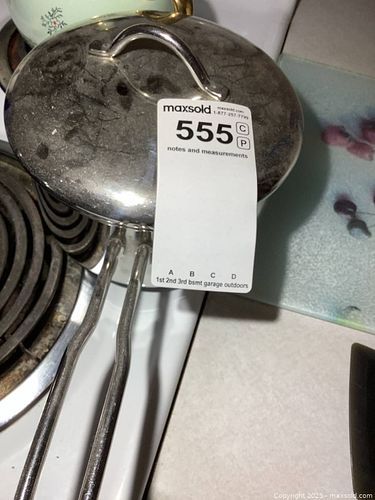 maxsold maxsold.com
1-877-257-7799
555 C
P
notes and measurements
A B C D
1st 2nd 3rd bsmt garage outdoors
Copyright 2025 - maxsold.com